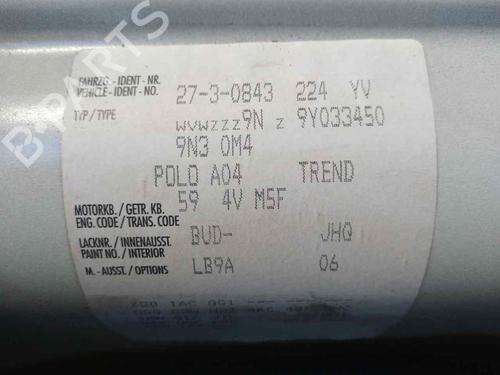 B-PARTS
FAHRZG.-IDENT-NR.
VEHICLE-IDENT-NO.
27-3-0843 224 YV
TYP/TYPE
WVWZZZ9N Z 9Y033450
9N3 0M4
POLO A04 TREND
59 4V M5F
MOTORKB./GETR.KB.
ENG.CODE/TRANS.CODE
BUD- JHQ
LACKNR./INNENAUSST.
PAINT NO./INTERIOR
LB9A 06
M.-AUSST./OPTIONS